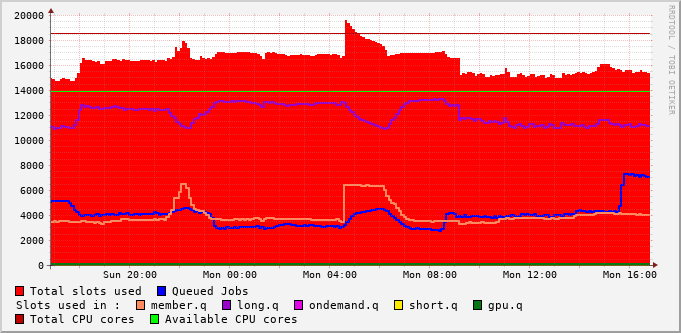 20000
18000
16000
14000
12000
10000
8000
6000
4000
2000
0
Sun 20:00 Mon 00:00 Mon 04:00 Mon 08:00 Mon 12:00 Mon 16:00
RRDTOOL / TOBI OETIKER
Total slots used Queued Jobs
Slots used in : member.q long.q ondemand.q short.q gpu.q
Total CPU cores Available CPU cores